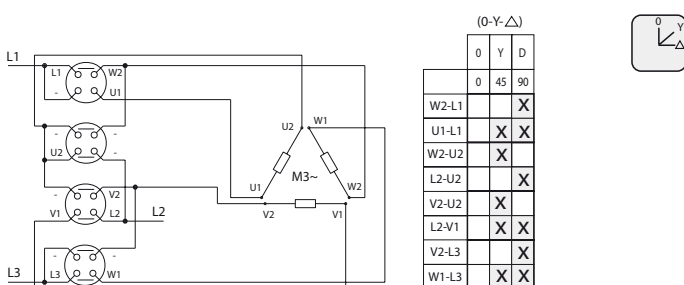 (0-Y-△)
0 Y D
0 45 90
W2-L1 X
U1-L1 X X
W2-U2 X
L2-U2 X
V2-U2 X
L2-V1 X X
V2-L3 X
W1-L3 X X
0 Y
△
L1
L1 W2
- U1
- -
U2 -
- V2
V1 L2 L2
- -
L3 L3 W1
U2 W1
M3~
U1 W2
V2 V1